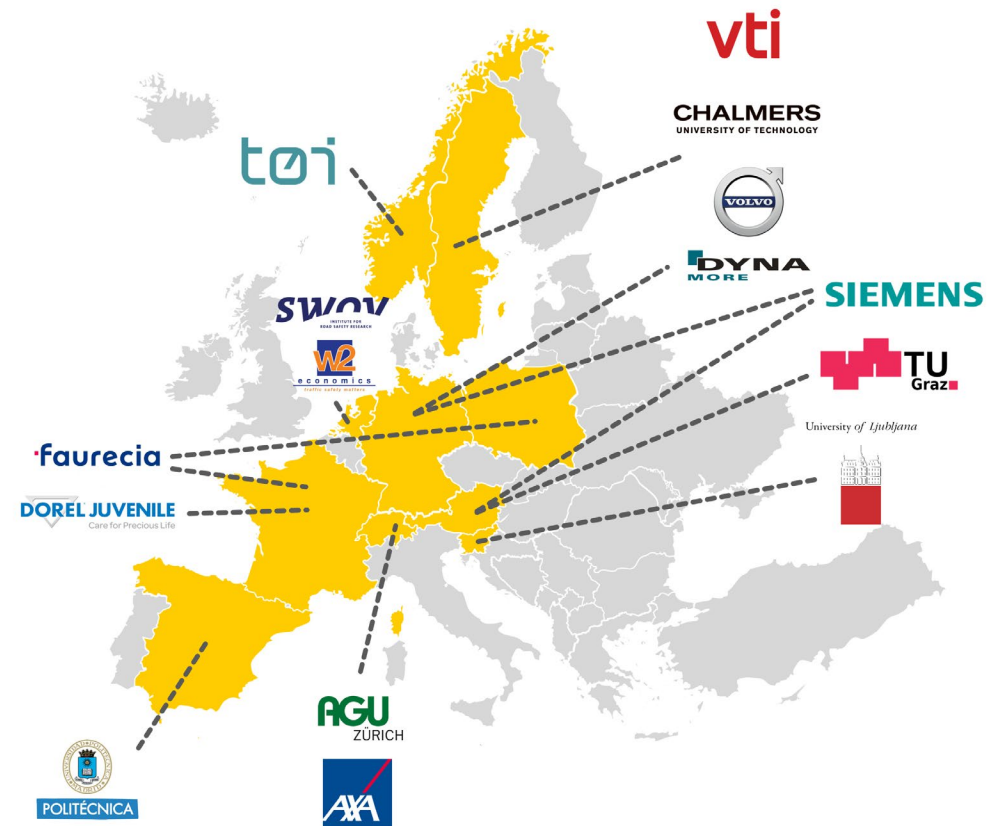 vti
CHALMERS
UNIVERSITY OF TECHNOLOGY
tøi
VOLVO
DYNA
MORE
SIEMENS
SWOV
INSTITUTE FOR
ROAD SAFETY RESEARCH
W2
economics
traffic safety matters
TU
Graz
University of Ljubljana
faurecia
DOREL JUVENILE
Care for Precious Life
AGU
ZÜRICH
AXA
POLITÉCNICA